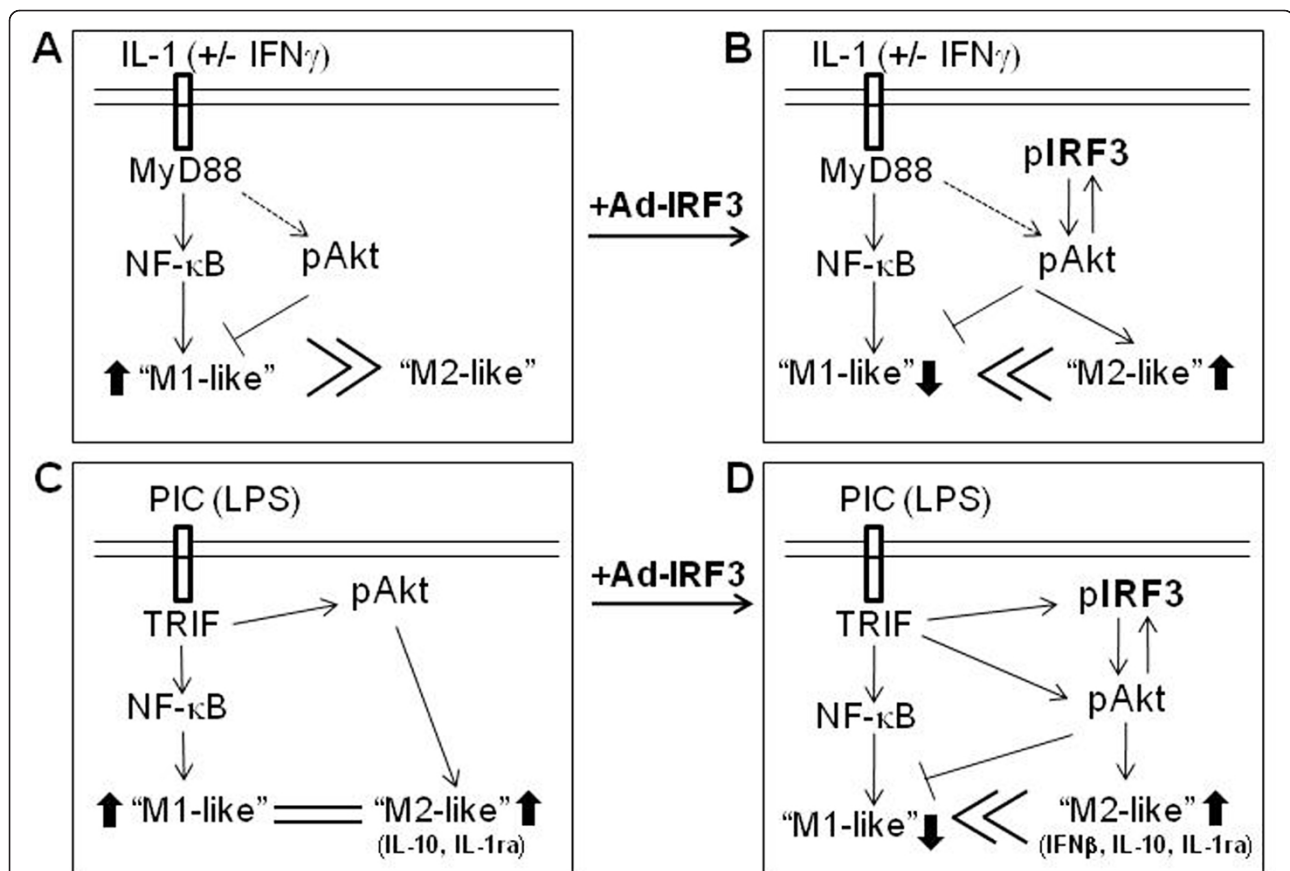 A
IL-1 (+/- IFNγ)
MyD88
NF-κB
pAkt
“M1-like”
“M2-like”
+Ad-IRF3
B
IL-1 (+/- IFNγ)
MyD88
pIRF3
NF-κB
pAkt
“M1-like”
“M2-like”
C
PIC (LPS)
TRIF
pAkt
NF-κB
“M1-like”
“M2-like”
(IL-10, IL-1ra)
+Ad-IRF3
D
PIC (LPS)
TRIF
pIRF3
NF-κB
pAkt
“M1-like”
“M2-like”
(IFNβ, IL-10, IL-1ra)